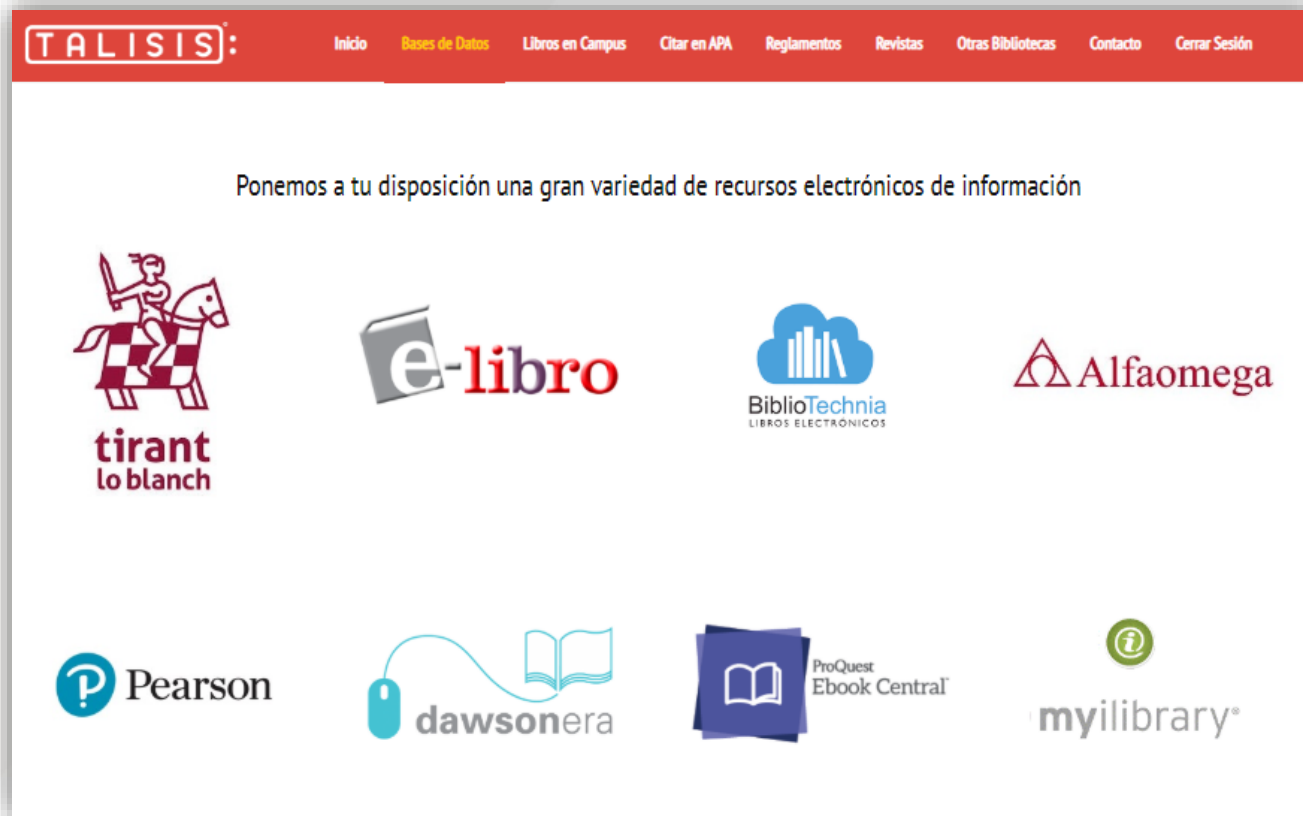 TALISIS:
Inicio Bases de Datos Libros en Campus Citar en APA Reglamentos Revistas Otras Bibliotecas Contacto Cerrar Sesión
Ponemos a tu disposición una gran variedad de recursos electrónicos de información
tirant
lo blanch
e-libro
BiblioTechnia
LIBROS ELECTRÓNICOS
Alfaomega
Pearson
dawsonera
ProQuest
Ebook Central
myilibrary®